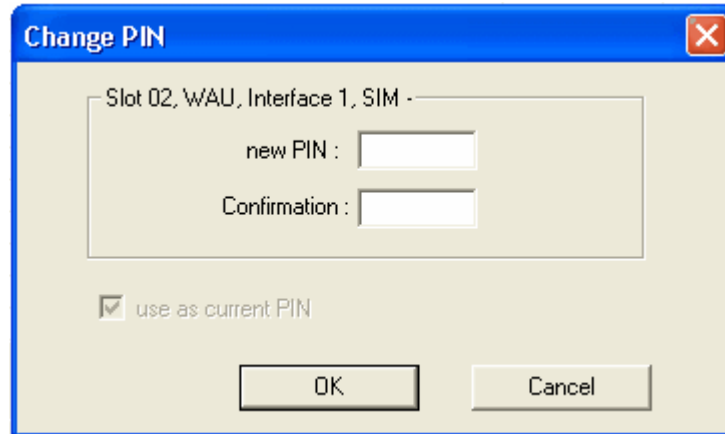 Change PIN
Slot 02, WAU, Interface 1, SIM -
new PIN :
Confirmation :
use as current PIN
OK
Cancel